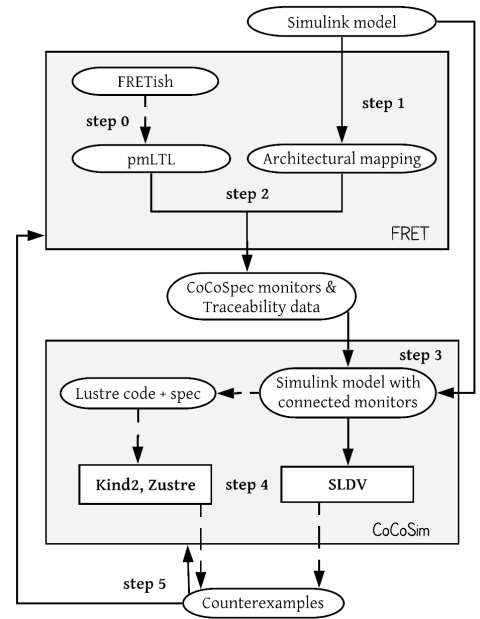 Simulink model
FRETish
step 1
step 0
pmLTL
Architectural mapping
step 2
FRET
CoCoSpec monitors &
Traceability data
step 3
Lustre code + spec
Simulink model with
connected monitors
Kind2, Zustre
step 4
SLDV
CoCoSim
step 5
Counterexamples